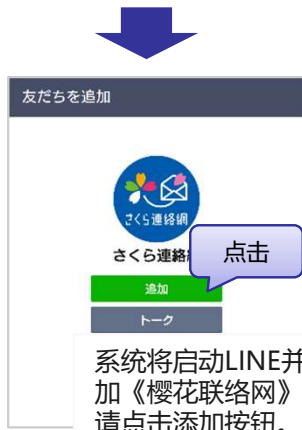 友だちを追加
さくら連絡網
さくら連絡
点击
追加
トーク
系统将启动LINE并
加《樱花联络网》
请点击添加按钮。